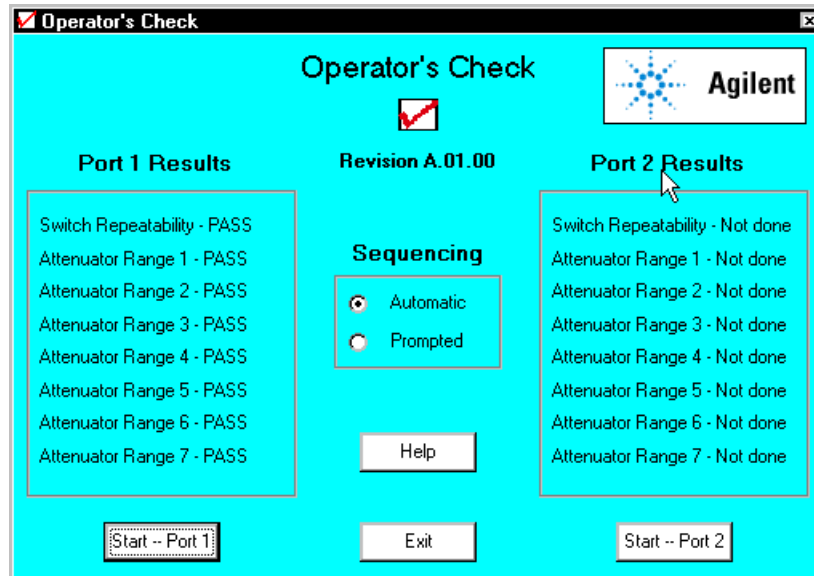 Operator's Check
Operator's Check
Agilent
Revision A.01.00
Port 1 Results
Switch Repeatability - PASS
Attenuator Range 1 - PASS
Attenuator Range 2 - PASS
Attenuator Range 3 - PASS
Attenuator Range 4 - PASS
Attenuator Range 5 - PASS
Attenuator Range 6 - PASS
Attenuator Range 7 - PASS
Start -- Port 1
Sequencing
Automatic
Prompted
Help
Exit
Port 2 Results
Switch Repeatability - Not done
Attenuator Range 1 - Not done
Attenuator Range 2 - Not done
Attenuator Range 3 - Not done
Attenuator Range 4 - Not done
Attenuator Range 5 - Not done
Attenuator Range 6 - Not done
Attenuator Range 7 - Not done
Start -- Port 2